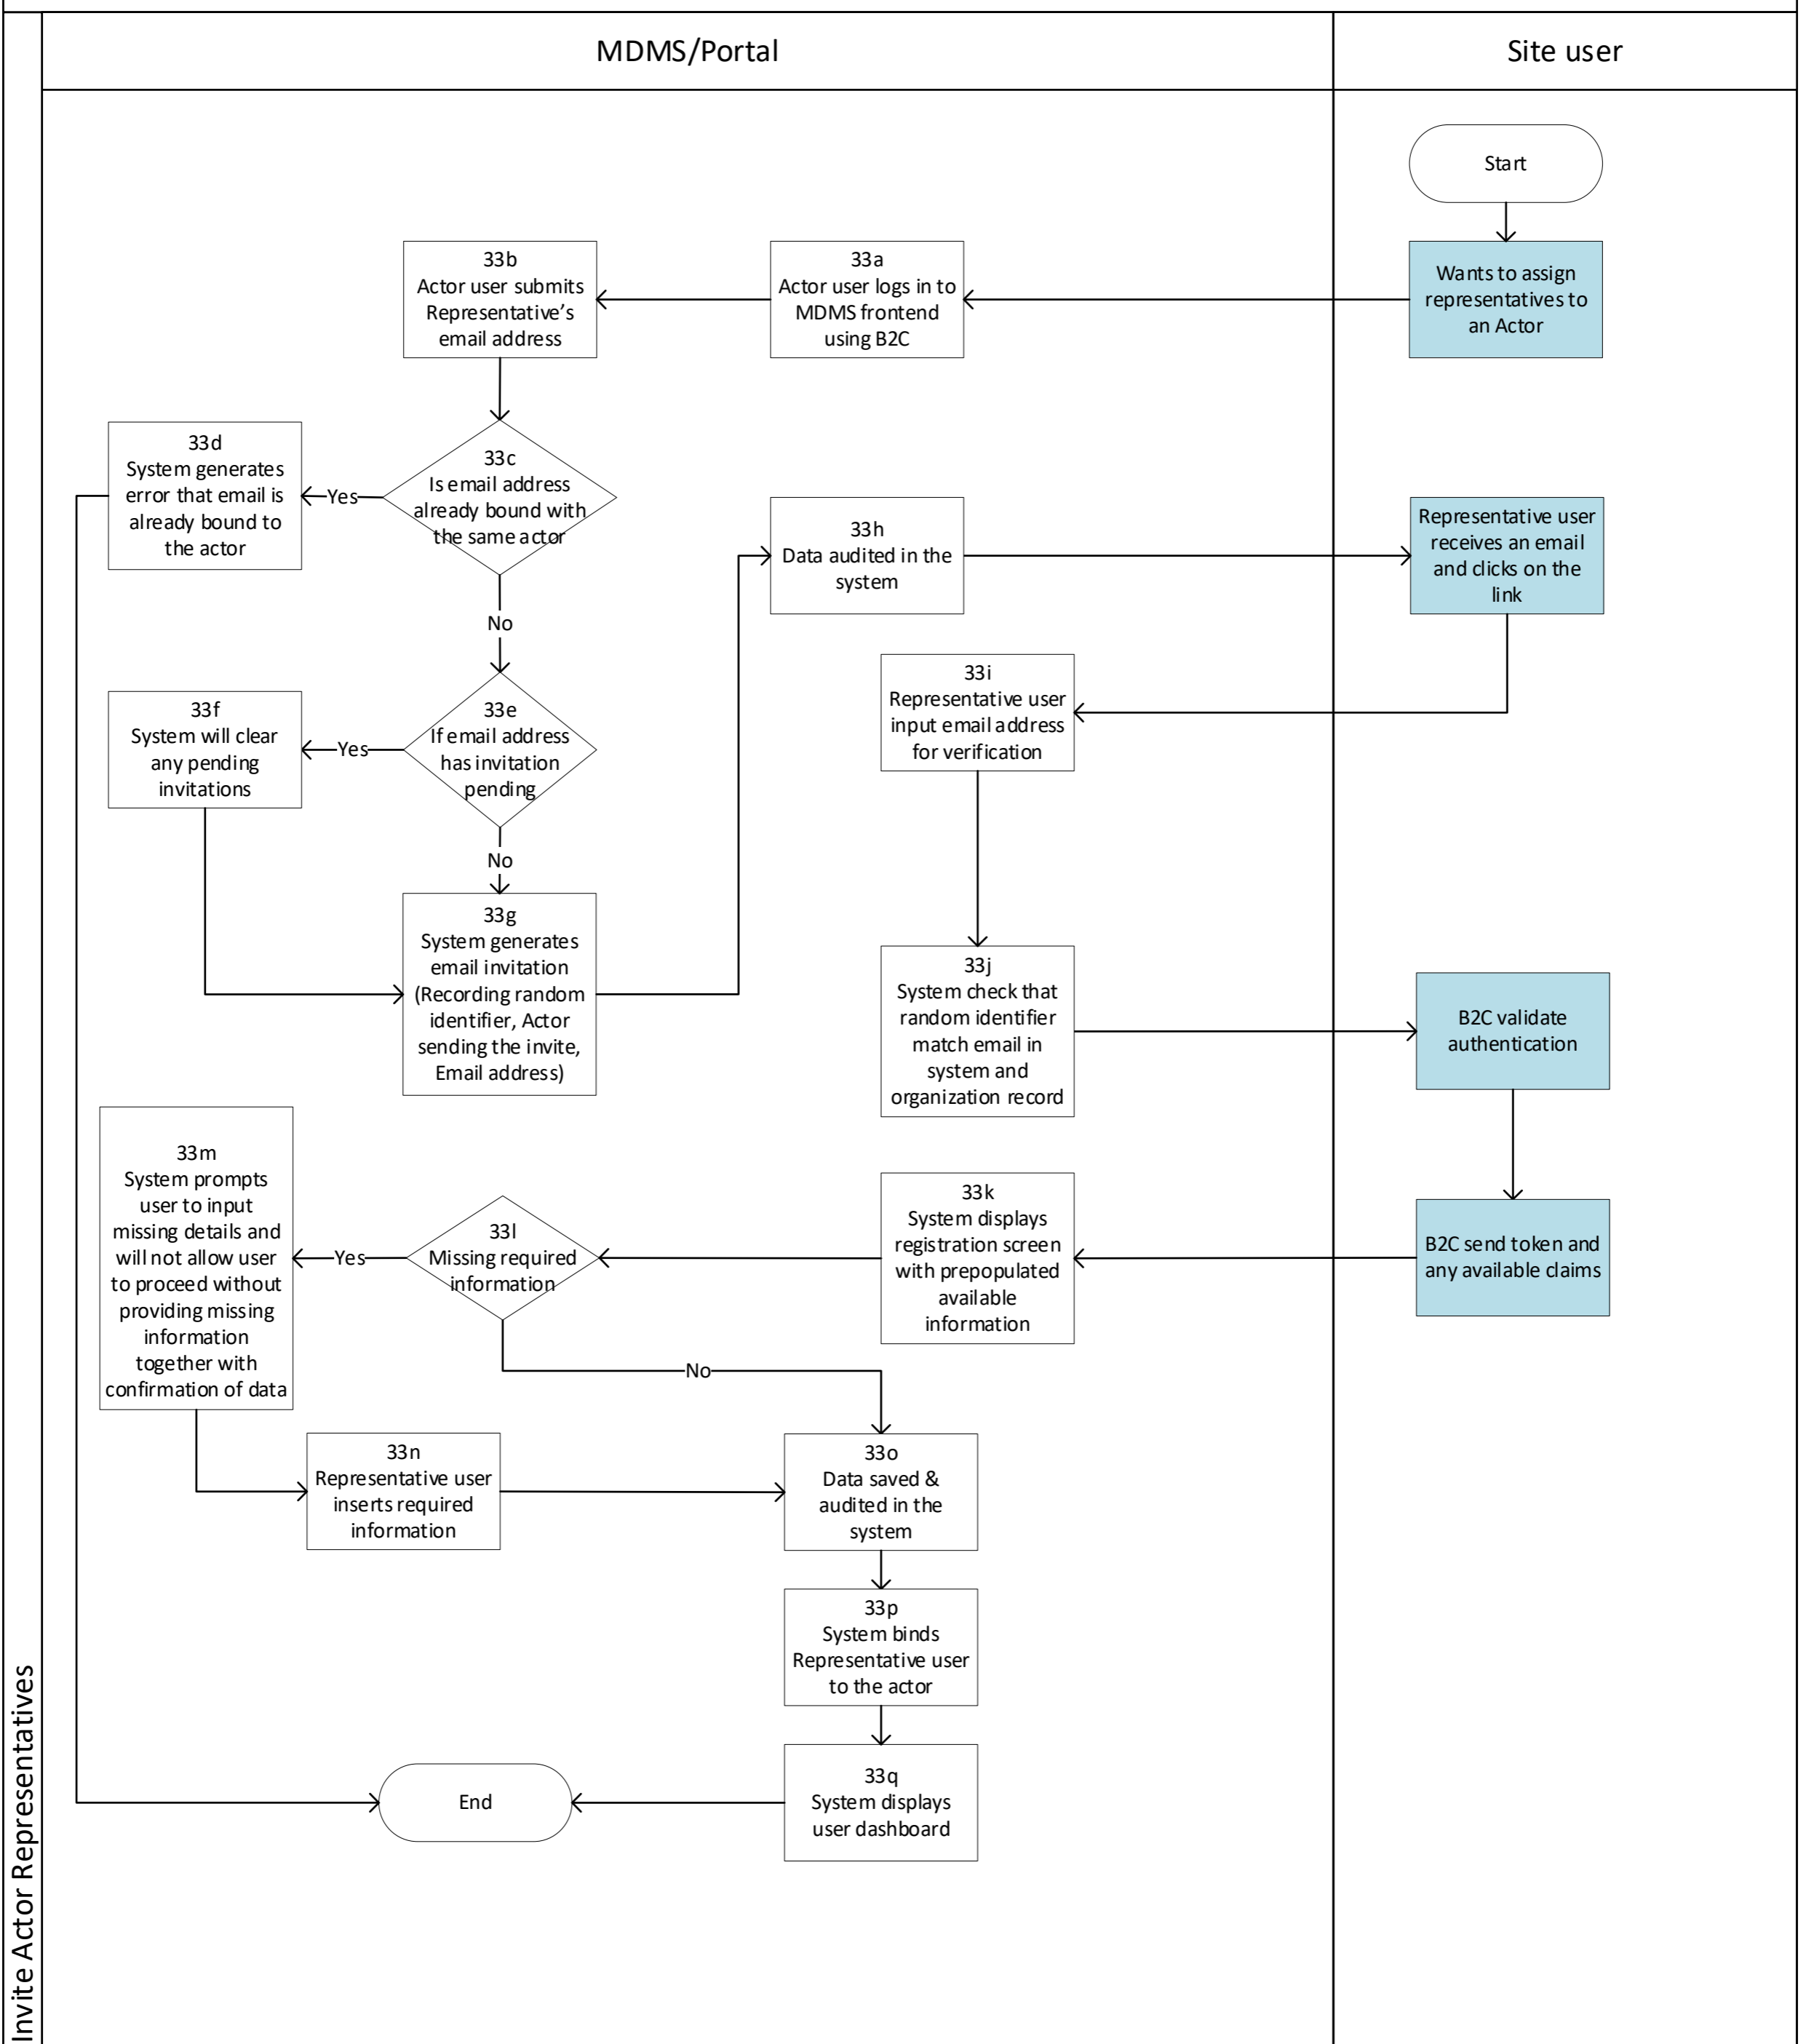 MDMS/Portal
Site user
Start
Wants to assign
representatives to
an Actor
33a
Actor user logs in to
MDMS frontend
using B2C
33b
Actor user submits
Representative’s
email address
33c
Is email address
already bound with
the same actor
Yes
33d
System generates
error that email is
already bound to
the actor
No
33e
If email address
has invitation
pending
Yes
33f
System will clear
any pending
invitations
No
33g
System generates
email invitation
(Recording random
identifier, Actor
sending the invite,
Email address)
33h
Data audited in the
system
Representative user
receives an email
and clicks on the
link
33i
Representative user
input email address
for verification
33j
System check that
random identifier
match email in
system and
organization record
B2C validate
authentication
B2C send token and
any available claims
33k
System displays
registration screen
with prepopulated
available
information
33l
Missing required
information
Yes
33m
System prompts
user to input
missing details and
will not allow user
to proceed without
providing missing
information
together with
confirmation of data
No
33n
Representative user
inserts required
information
33o
Data saved &
audited in the
system
33p
System binds
Representative user
to the actor
33q
System displays
user dashboard
End
Invite Actor Representatives